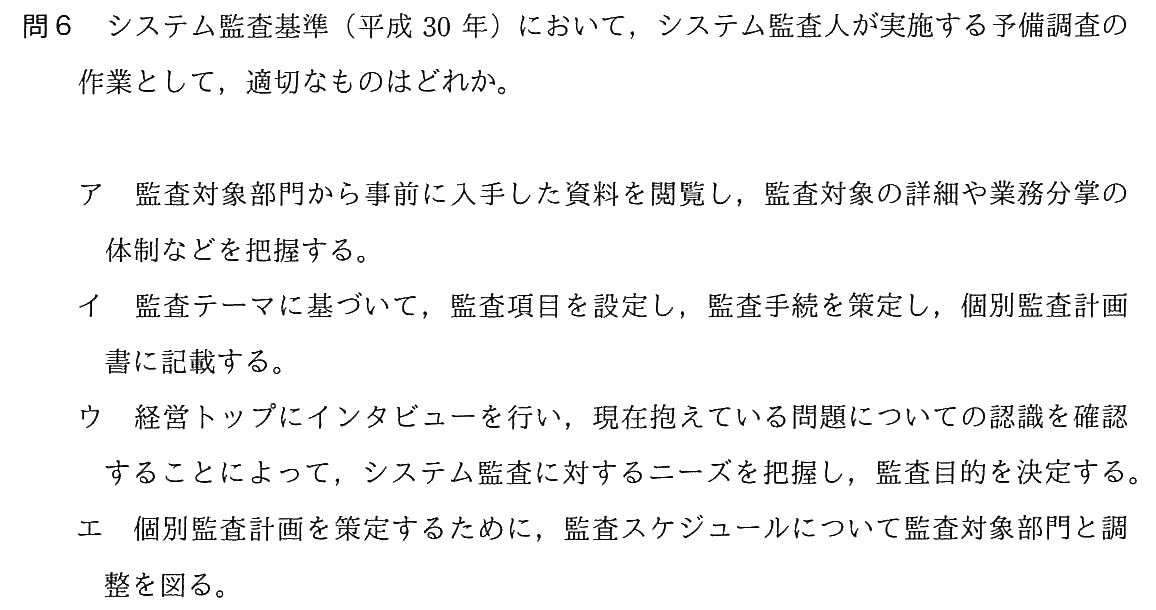 問6 システム監査基準（平成 30 年）において，システム監査人が実施する予備調査の
作業として，適切なものはどれか。
ア 監査対象部門から事前に入手した資料を閲覧し，監査対象の詳細や業務分掌の
体制などを把握する。
イ 監査テーマに基づいて，監査項目を設定し，監査手続を策定し，個別監査計画
書に記載する。
ウ 経営トップにインタビューを行い，現在抱えている問題についての認識を確認
することによって，システム監査に対するニーズを把握し，監査目的を決定する。
エ 個別監査計画を策定するために，監査スケジュールについて監査対象部門と調
整を図る。